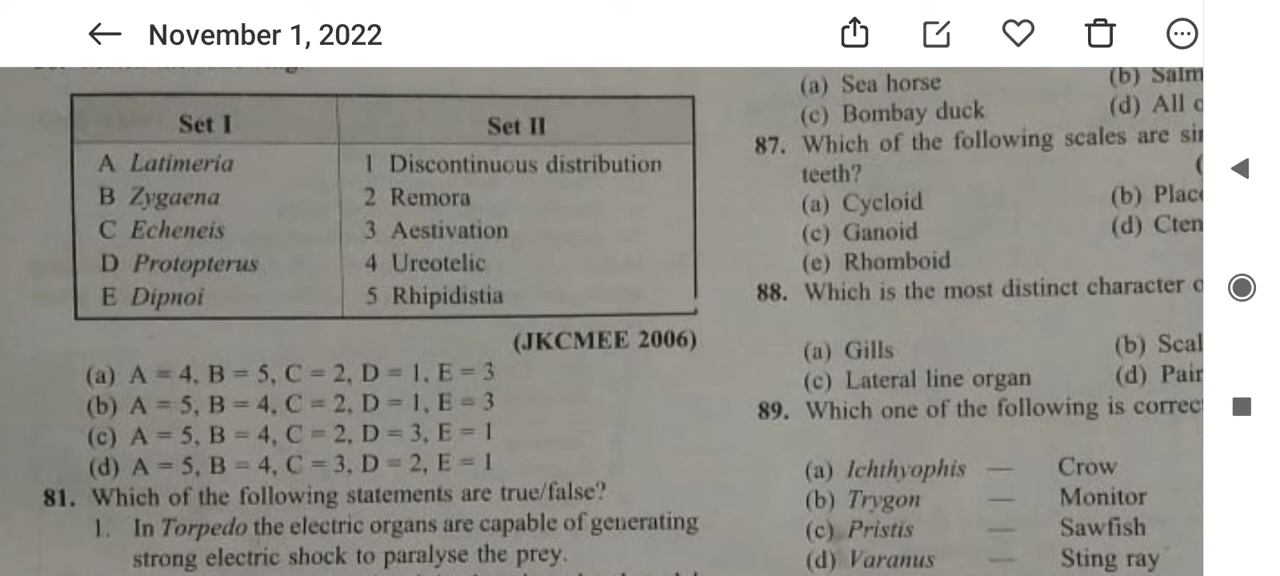 November 1, 2022
Set I Set II
A Latimeria 1 Discontinuous distribution
B Zygaena 2 Remora
C Echeneis 3 Aestivation
D Protopterus 4 Ureotelic
E Dipnoi 5 Rhipidistia
(JKCMEE 2006)
(a) A = 4, B = 5, C = 2, D = 1, E = 3
(b) A = 5, B = 4, C = 2, D = 1, E = 3
(c) A = 5, B = 4, C = 2, D = 3, E = 1
(d) A = 5, B = 4, C = 3, D = 2, E = 1
81. Which of the following statements are true/false?
1. In Torpedo the electric organs are capable of generating
strong electric shock to paralyse the prey.
(a) Sea horse (b) Salm
(c) Bombay duck (d) All
87. Which of the following scales are sin
teeth?
(a) Cycloid (b) Plac
(c) Ganoid (d) Cten
(e) Rhomboid
88. Which is the most distinct character
(a) Gills (b) Scal
(c) Lateral line organ (d) Pair
89. Which one of the following is correc
(a) Ichthyophis — Crow
(b) Trygon — Monitor
(c) Pristis — Sawfish
(d) Varanus — Sting ray